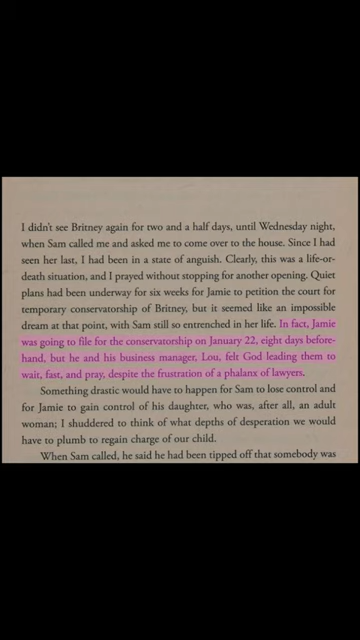 I didn't see Britney again for two and a half days, until Wednesday night,
when Sam called me and asked me to come over to the house. Since I had
seen her last, I had been in a state of anguish. Clearly, this was a life-or-
death situation, and I prayed without stopping for another opening. Quiet
plans had been underway for six weeks for Jamie to petition the court for
temporary conservatorship of Britney, but it seemed like an impossible
dream at that point, with Sam still so entrenched in her life. In fact, Jamie
was going to file for the conservatorship on January 22, eight days before-
hand, but he and his business manager, Lou, felt God leading them to
wait, fast, and pray, despite the frustration of a phalanx of lawyers.
Something drastic would have to happen for Sam to lose control and
for Jamie to gain control of his daughter, who was, after all, an adult
woman; I shuddered to think of what depths of desperation we would
have to plumb to regain charge of our child.
When Sam called, he said he had been tipped off that somebody was